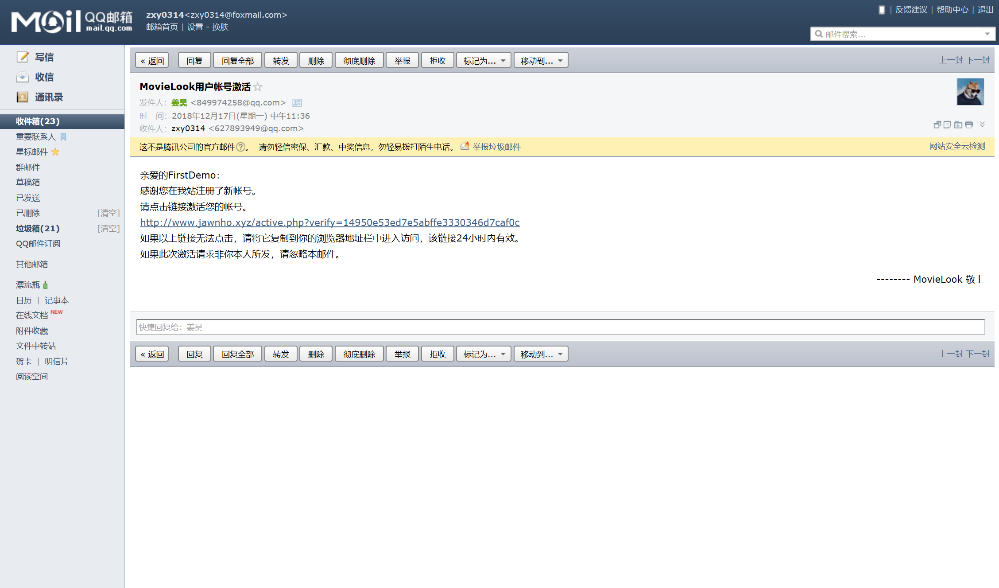 Mail QQ邮箱 mail.qq.com
zxy0314<zxy0314@foxmail.com>
邮箱首页 | 设置 - 换肤
| 反馈建议 | 帮助中心 | 退出
邮件搜索...
写信
收信
通讯录
收件箱(23)
重要联系人
星标邮件
群邮件
草稿箱
已发送
已删除 [清空]
垃圾箱(21) [清空]
QQ邮件订阅
其他邮箱
漂流瓶
日历 | 记事本
在线文档 NEW
附件收藏
文件中转站
贺卡 | 明信片
阅读空间
« 返回 回复 回复全部 转发 删除 彻底删除 举报 拒收 标记为... 移动到... 上一封 下一封
MovieLook用户帐号激活
发件人：姜昊 <849974258@qq.com>
时 间：2018年12月17日(星期一) 中午11:36
收件人：zxy0314 <627893949@qq.com>
这不是腾讯公司的官方邮件?。 请勿轻信密保、汇款、中奖信息，勿轻易拨打陌生电话。 举报垃圾邮件 网站安全云检测
亲爱的FirstDemo：
感谢您在我站注册了新帐号。
请点击链接激活您的帐号。
http://www.jawnho.xyz/active.php?verify=14950e53ed7e5abffe3330346d7caf0c
如果以上链接无法点击，请将它复制到你的浏览器地址栏中进入访问，该链接24小时内有效。
如果此次激活请求非你本人所发，请忽略本邮件。
-------- MovieLook 敬上
快捷回复给：姜昊
« 返回 回复 回复全部 转发 删除 彻底删除 举报 拒收 标记为... 移动到... 上一封 下一封